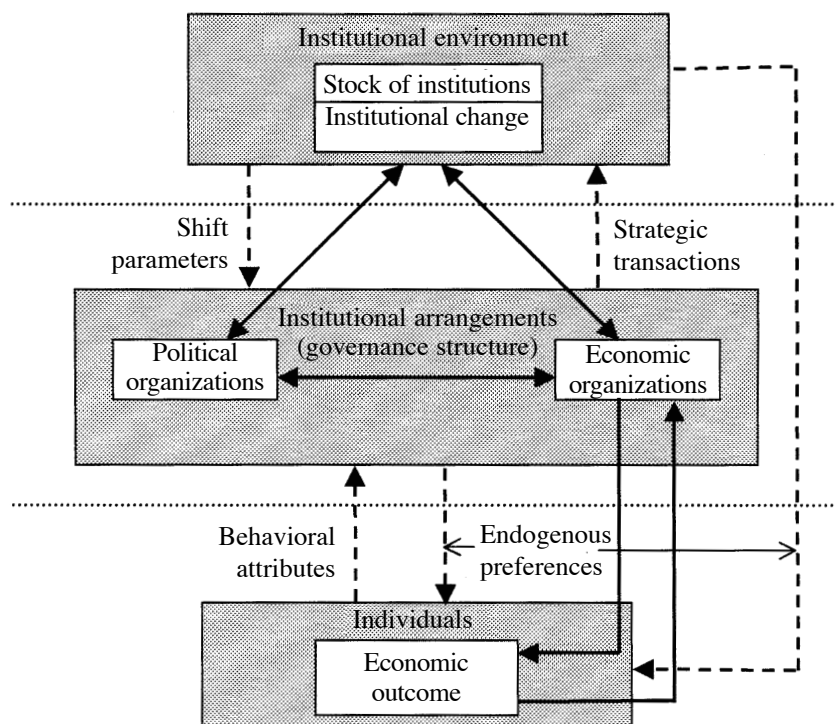 Institutional environment
Stock of institutions
Institutional change
Shift
parameters
Strategic
transactions
Institutional arrangements
(governance structure)
Political
organizations
Economic
organizations
Behavioral
attributes
Endogenous
preferences
Individuals
Economic
outcome